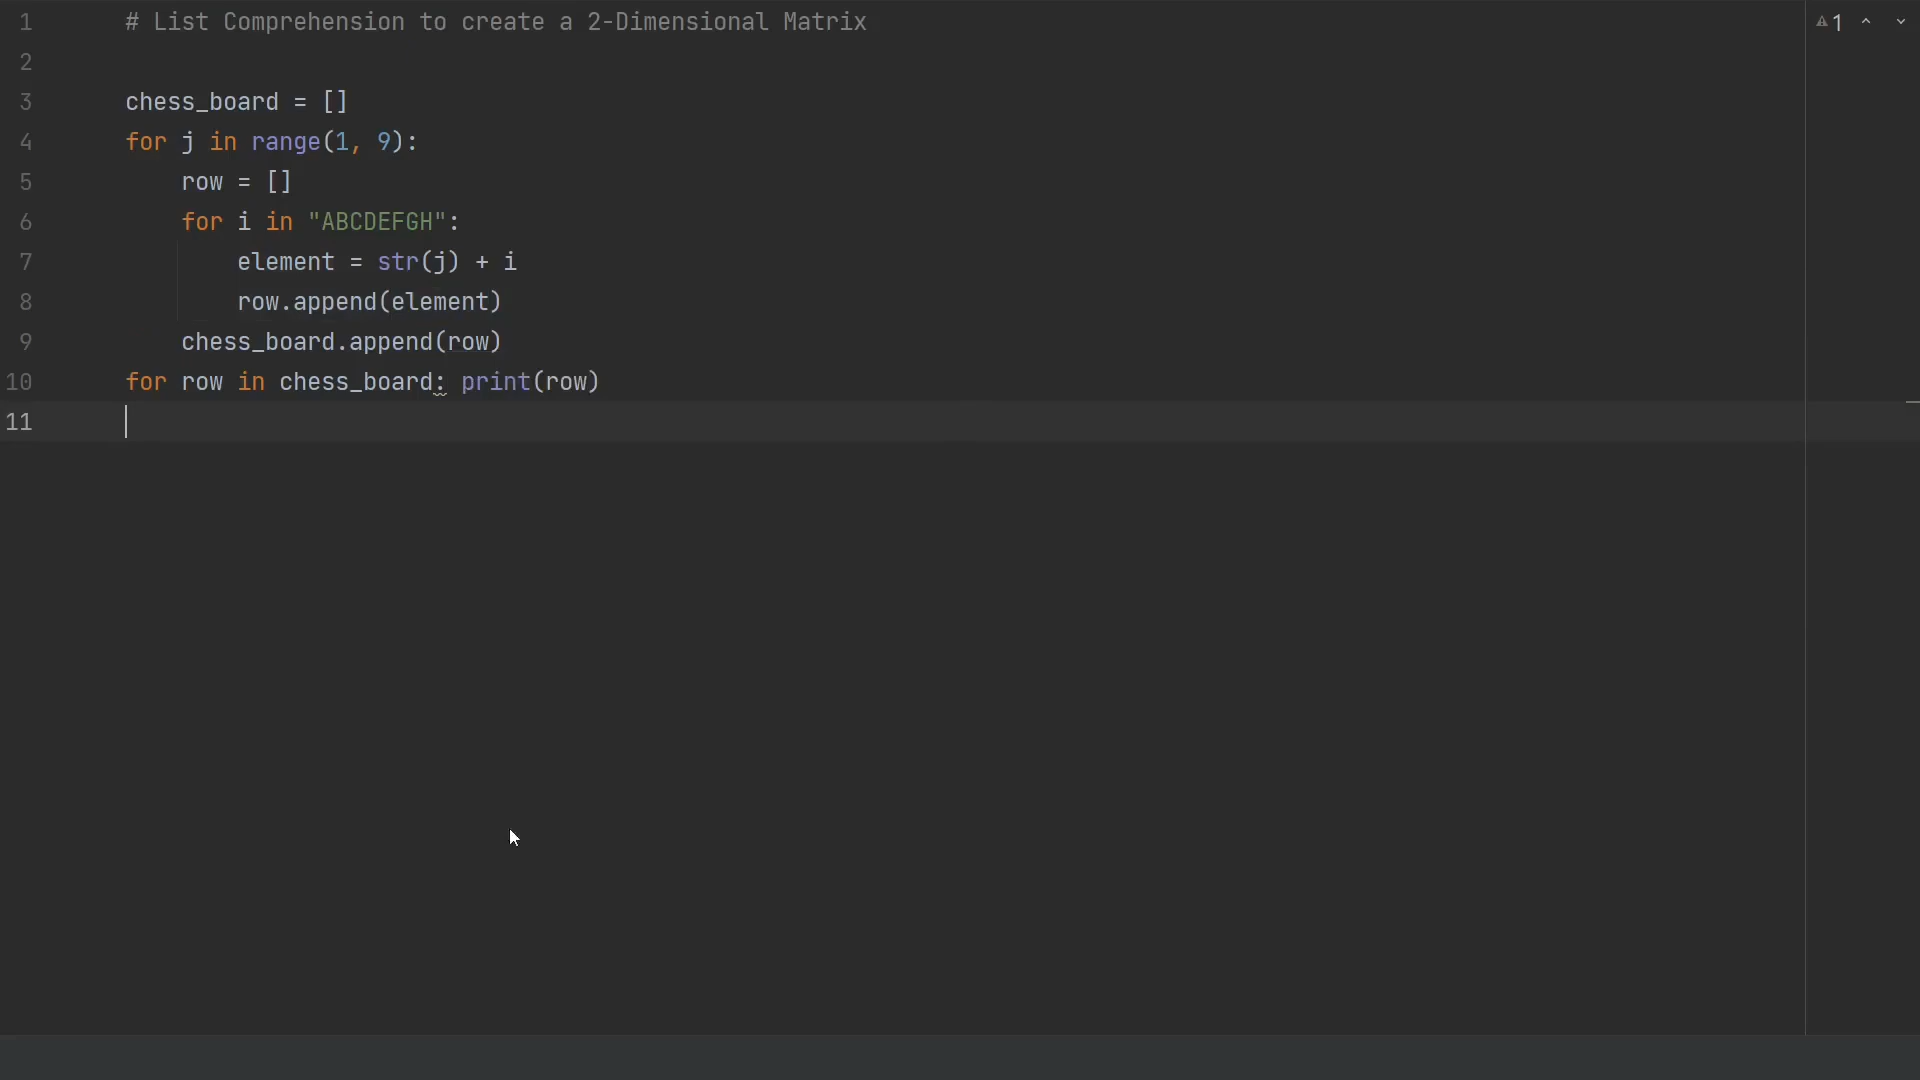 1 # List Comprehension to create a 2-Dimensional Matrix
2
3 chess_board = []
4 for j in range(1, 9):
5     row = []
6     for i in "ABCDEFGH":
7         element = str(j) + i
8         row.append(element)
9     chess_board.append(row)
10 for row in chess_board: print(row)
11
1